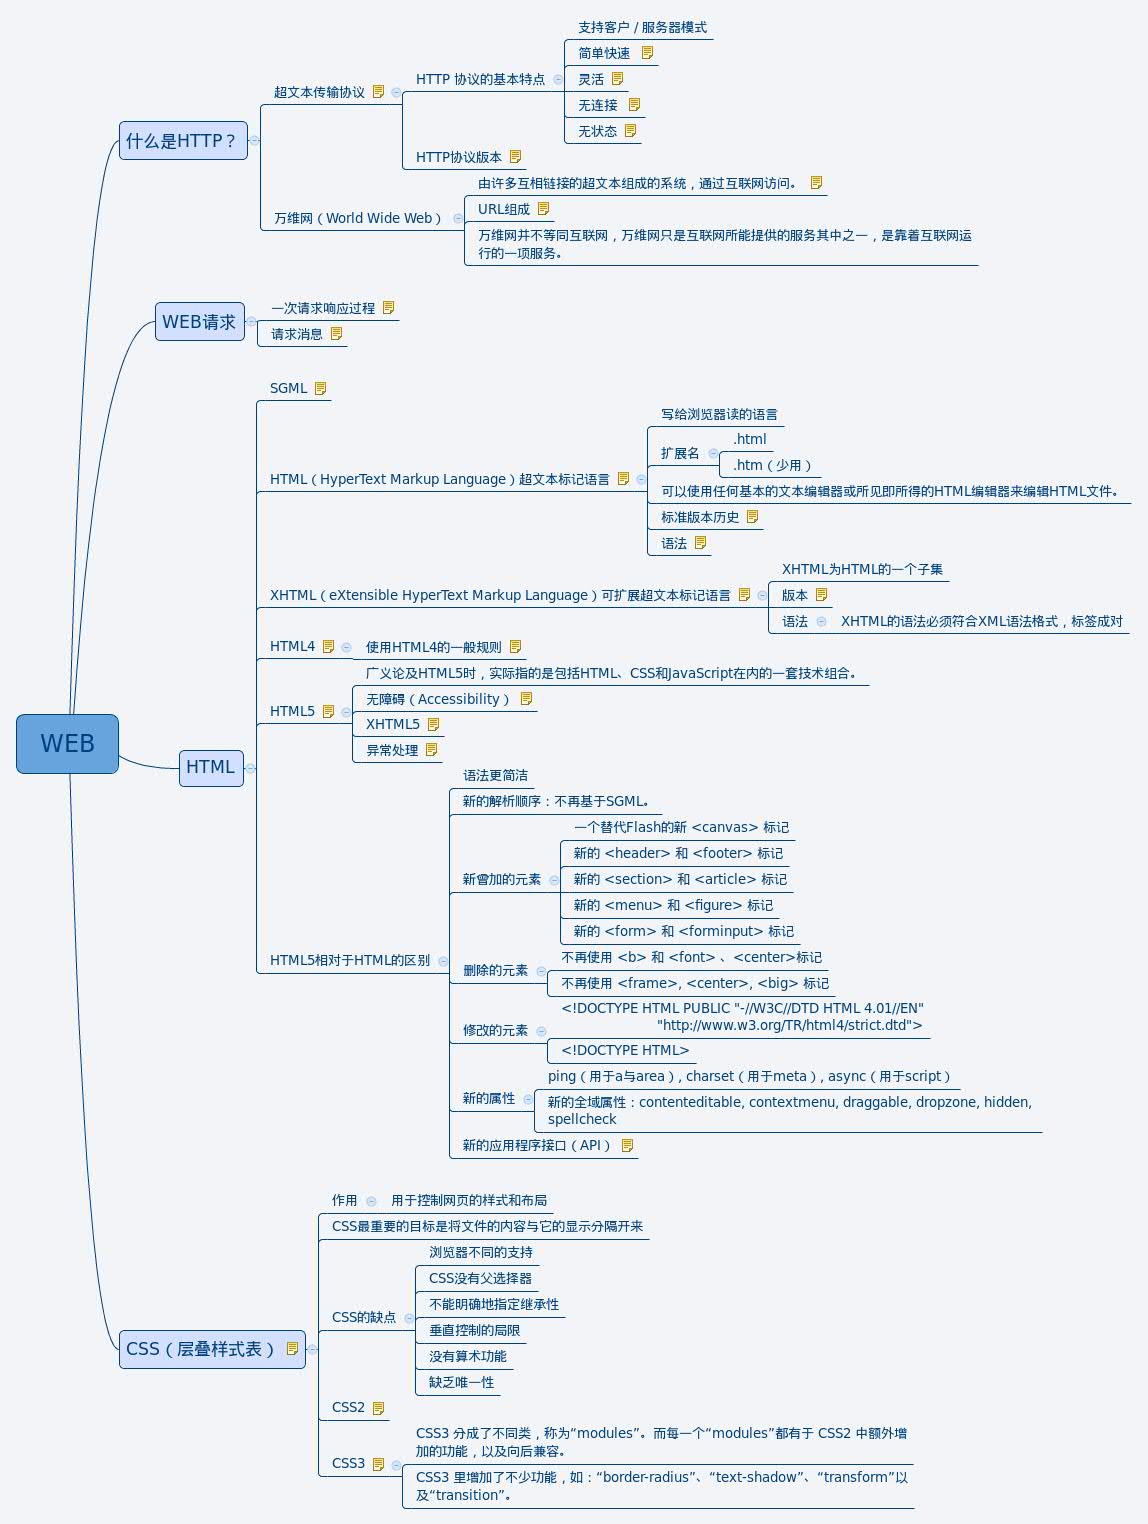 支持客户 / 服务器模式
简单快速
HTTP 协议的基本特点
灵活
超文本传输协议
无连接
无状态
什么是HTTP？
HTTP协议版本
由许多互相链接的超文本组成的系统，通过互联网访问。
URL组成
万维网（World Wide Web）
万维网并不等同互联网，万维网只是互联网所能提供的服务其中之一，是靠着互联网运
行的一项服务。
一次请求响应过程
WEB请求
请求消息
SGML
写给浏览器读的语言
.html
扩展名
.htm（少用）
HTML（HyperText Markup Language）超文本标记语言
可以使用任何基本的文本编辑器或所见即所得的HTML编辑器来编辑HTML文件。
标准版本历史
语法
XHTML为HTML的一个子集
XHTML（eXtensible HyperText Markup Language）可扩展超文本标记语言
版本
语法
XHTML的语法必须符合XML语法格式，标签成对
HTML4
使用HTML4的一般规则
广义论及HTML5时，实际指的是包括HTML、CSS和JavaScript在内的一套技术组合。
无障碍（Accessibility）
HTML5
XHTML5
异常处理
WEB
HTML
语法更简洁
新的解析顺序：不再基于SGML。
一个替代Flash的新 <canvas> 标记
新的 <header> 和 <footer> 标记
新曾加的元素
新的 <section> 和 <article> 标记
新的 <menu> 和 <figure> 标记
新的 <form> 和 <forminput> 标记
HTML5相对于HTML的区别
不再使用 <b> 和 <font> 、<center>标记
删除的元素
不再使用 <frame>, <center>, <big> 标记
<!DOCTYPE HTML PUBLIC "-//W3C//DTD HTML 4.01//EN"
"http://www.w3.org/TR/html4/strict.dtd">
修改的元素
<!DOCTYPE HTML>
ping（用于a与area）, charset（用于meta）, async（用于script）
新的属性
新的全域属性：contenteditable, contextmenu, draggable, dropzone, hidden,
spellcheck
新的应用程序接口（API）
作用
用于控制网页的样式和布局
CSS最重要的目标是将文件的内容与它的显示分隔开来
浏览器不同的支持
CSS没有父选择器
不能明确地指定继承性
CSS的缺点
垂直控制的局限
CSS（层叠样式表）
没有算术功能
缺乏唯一性
CSS2
CSS3 分成了不同类，称为“modules”。而每一个“modules”都有于 CSS2 中额外增
加的功能，以及向后兼容。
CSS3
CSS3 里增加了不少功能，如：“border-radius”、“text-shadow”、“transform”以
及“transition”。